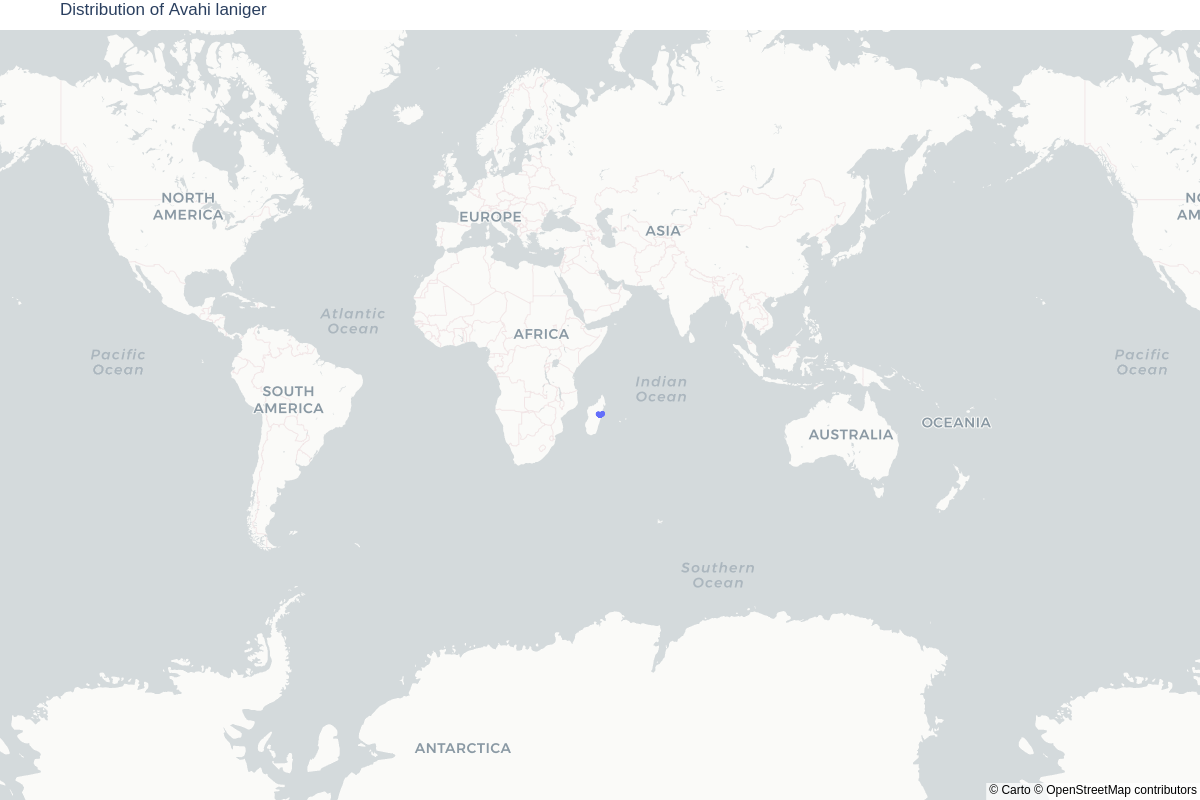 Distribution of Avahi laniger
NORTH
AMERICA
NO
AM
EUROPE
ASIA
Atlantic
Ocean
AFRICA
Pacific
Ocean
Pacific
Ocean
Indian
Ocean
SOUTH
AMERICA
OCEANIA
AUSTRALIA
Southern
Ocean
ANTARCTICA
© Carto © OpenStreetMap contributors